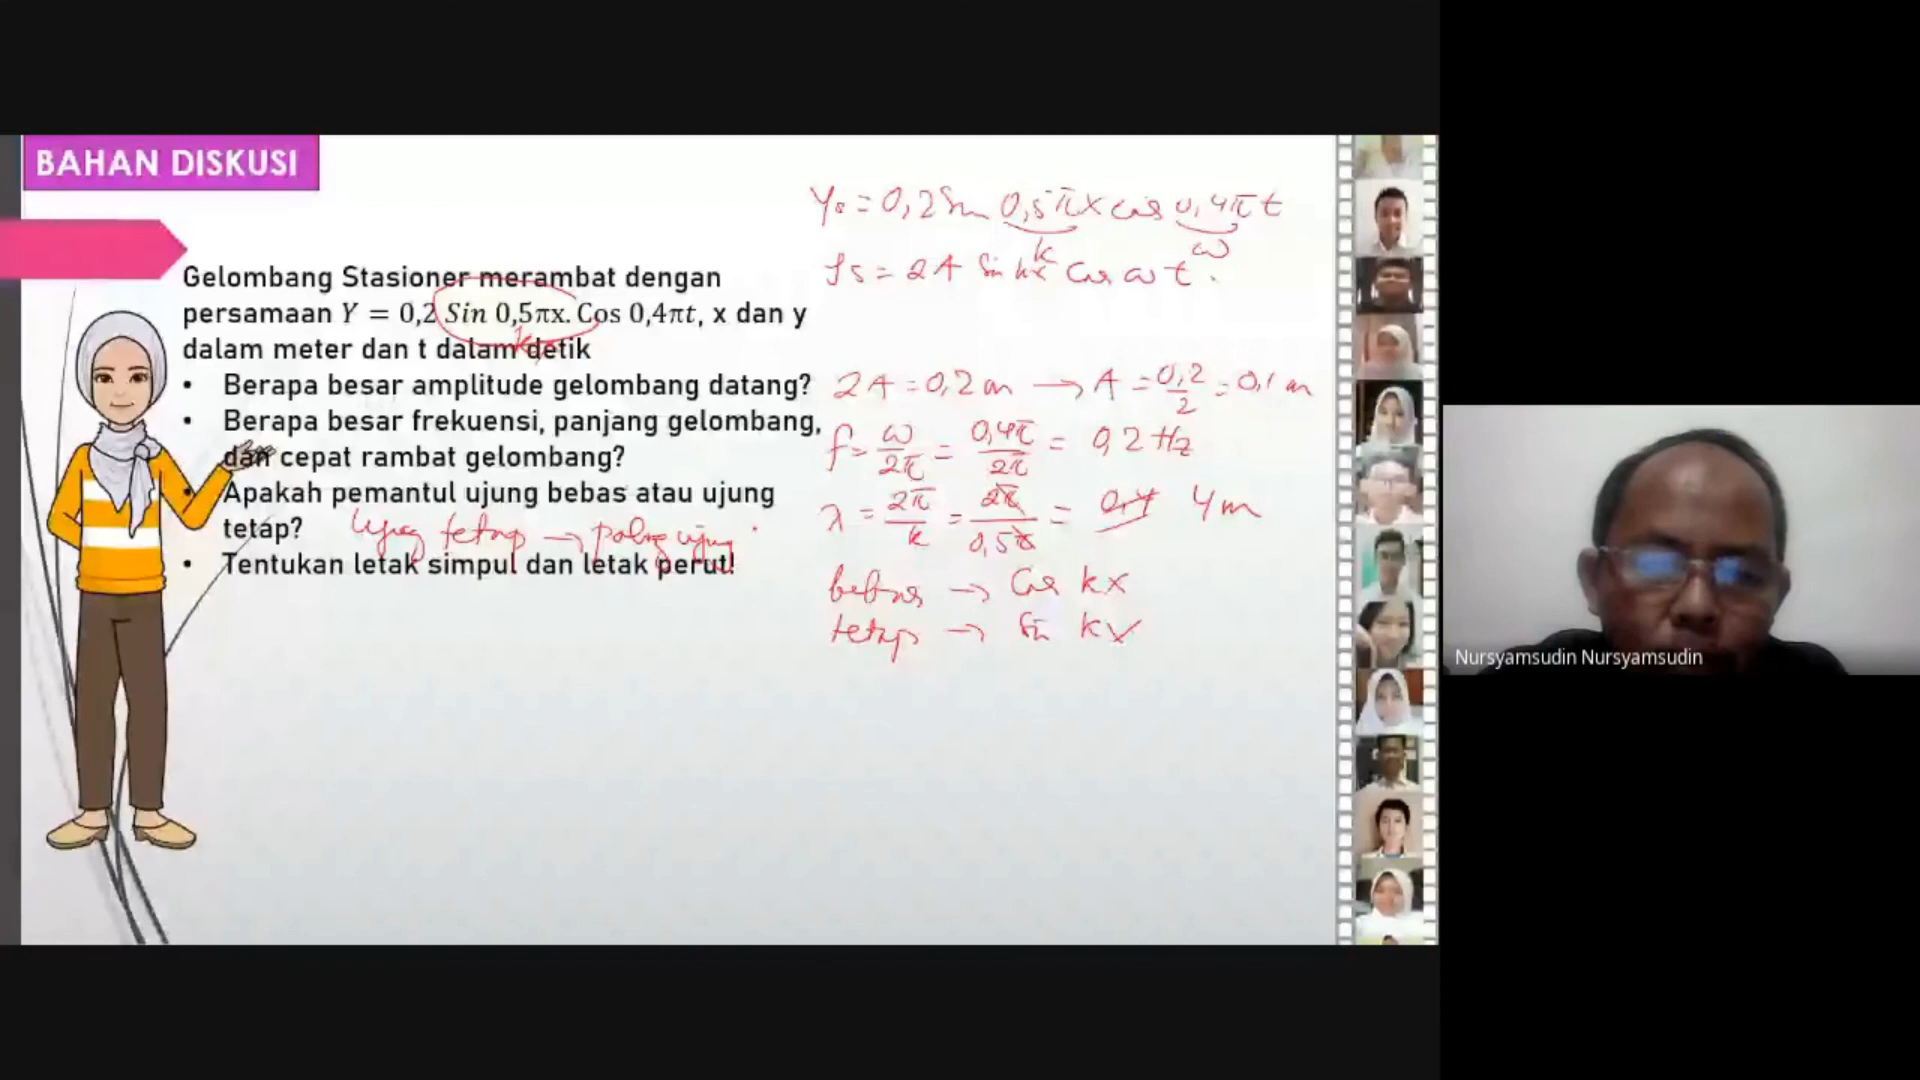 BAHAN DISKUSI
Gelombang Stasioner merambat dengan
persamaan Y = 0,2 Sin 0,5πx. Cos 0,4πt, x dan y
dalam meter dan t dalam detik
• Berapa besar amplitude gelombang datang?
• Berapa besar frekuensi, panjang gelombang,
dan cepat rambat gelombang?
• Apakah pemantul ujung bebas atau ujung
tetap?
ujung tetap → paling ujung
• Tentukan letak simpul dan letak perut!
Ys = 0,2 Sin 0,5πx cos 0,4πt
k ω
Ys = 2A Sin kx Cos ωt.
2A = 0,2 m → A = 0,2/2 = 0,1 m
f = ω/2π = 0,4π/2π = 0,2 Hz
λ = 2π/k = 2π/0,5π = 4 m
bebas → Cos kx
tetap → Sin kx
Nursyamsudin Nursyamsudin